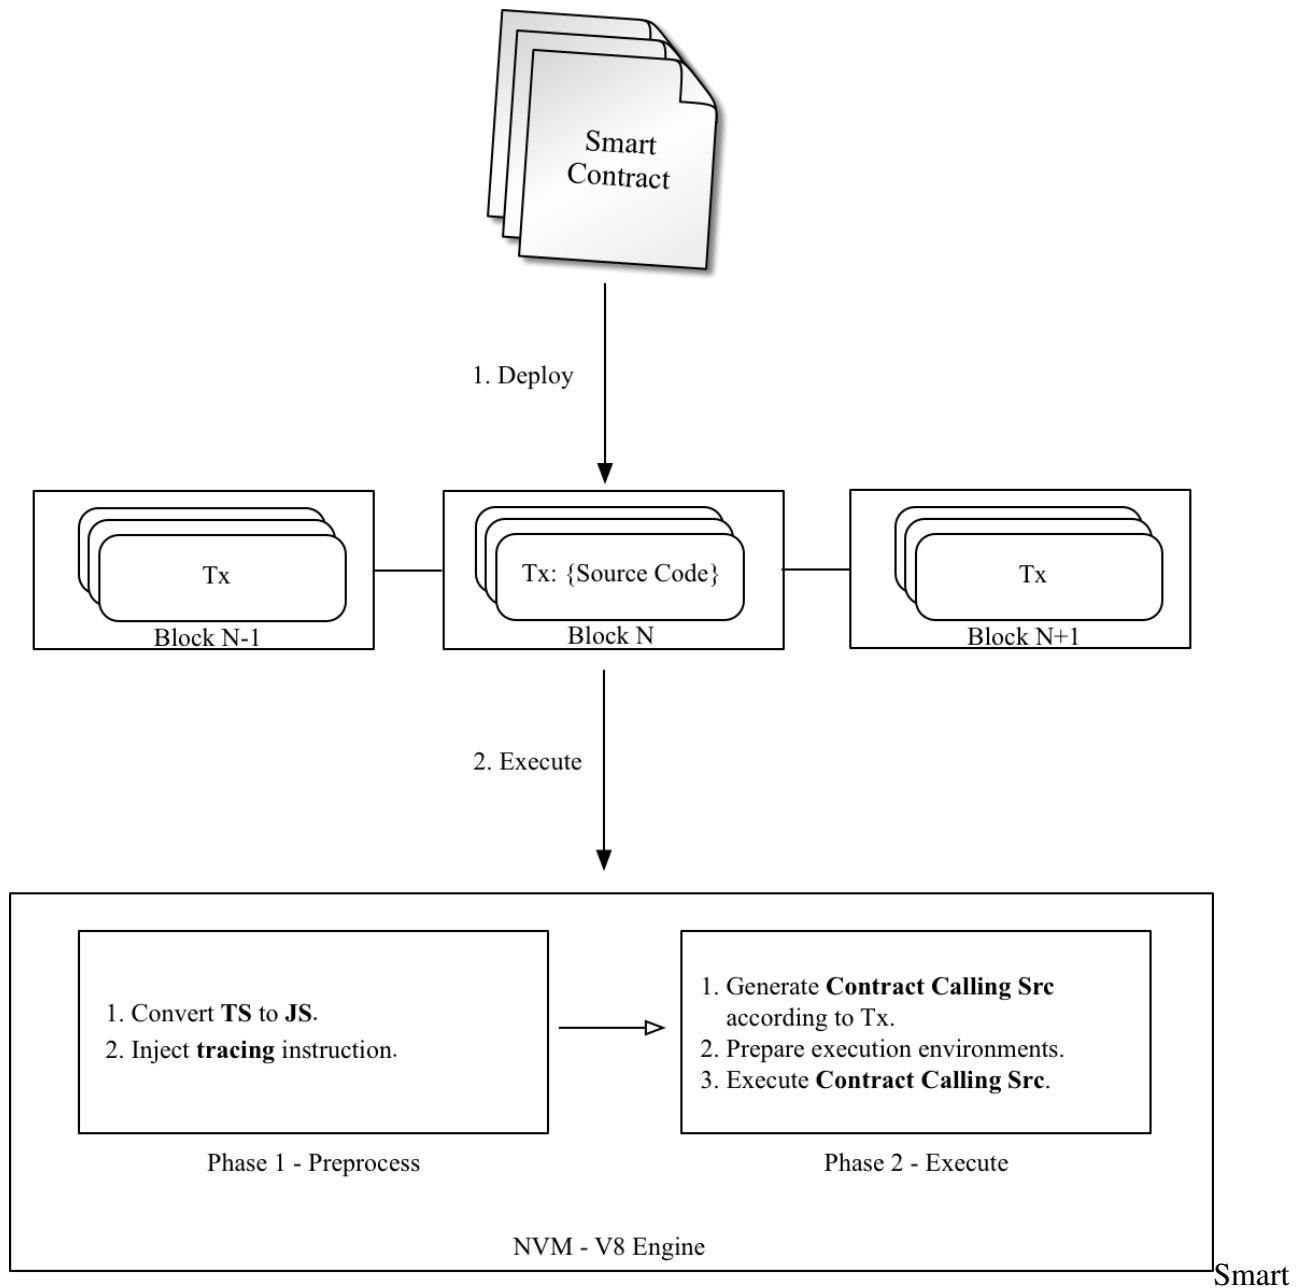 Smart
Contract
1. Deploy
Tx
Block N-1
Tx: {Source Code}
Block N
Tx
Block N+1
2. Execute
1. Convert TS to JS.
2. Inject tracing instruction.
Phase 1 - Preprocess
1. Generate Contract Calling Src
according to Tx.
2. Prepare execution environments.
3. Execute Contract Calling Src.
Phase 2 - Execute
NVM - V8 Engine
Smart